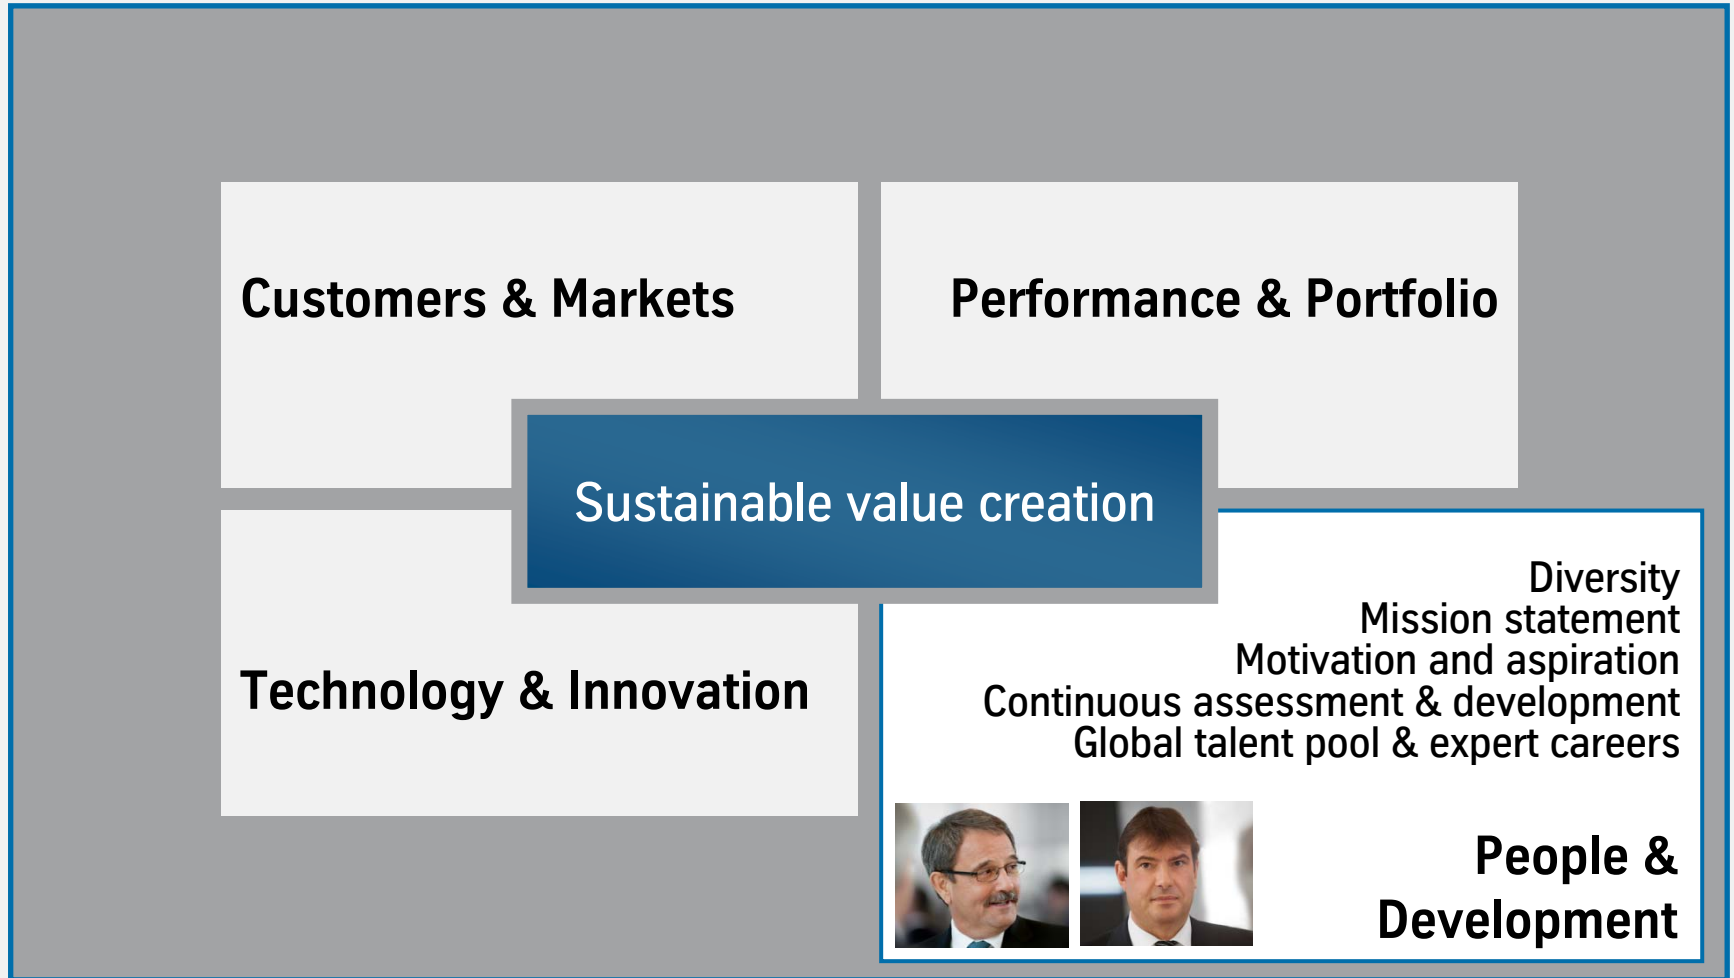 Customers & Markets
Performance & Portfolio
Sustainable value creation
Technology & Innovation
Diversity
Mission statement
Motivation and aspiration
Continuous assessment & development
Global talent pool & expert careers
People &
Development